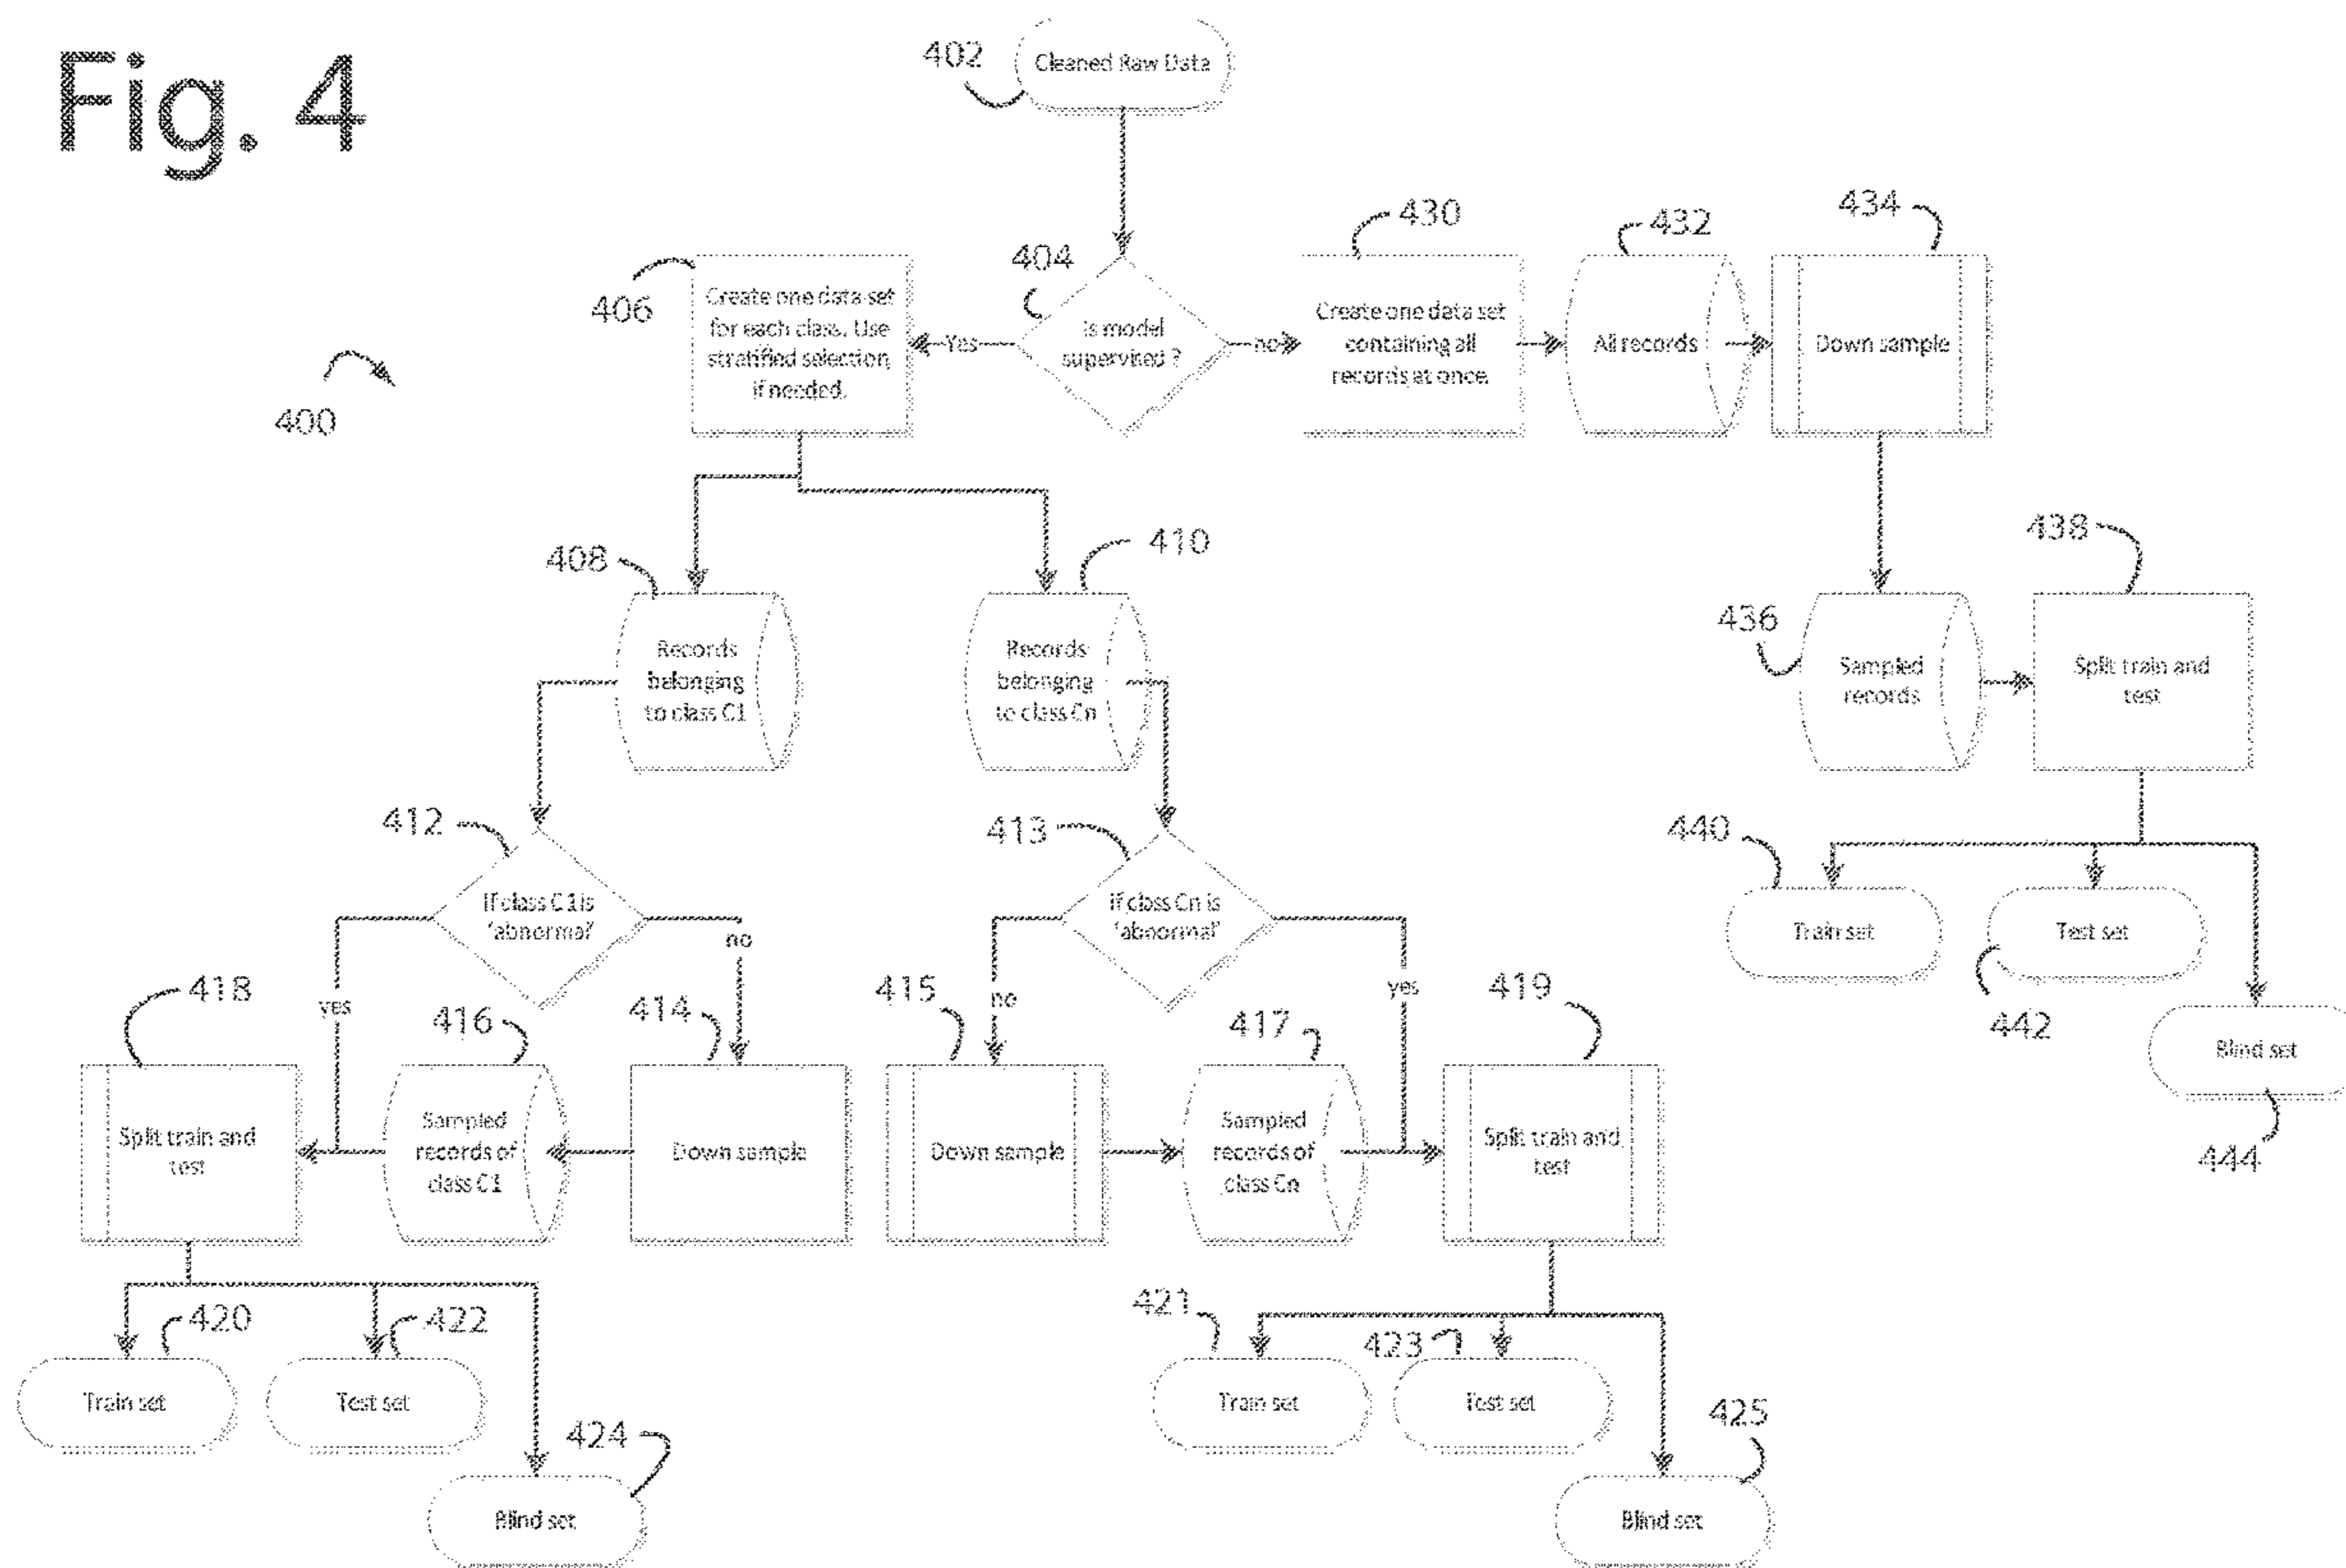 Fig. 4
402
Cleaned Raw Data
400
404
Is model
supervised ?
Yes
no
406
Create one data set
for each class. Use
stratified selection,
if needed.
430
Create one data set
containing all
records at once.
432
All records
434
Down sample
408
Records
belonging
to class C1
410
Records
belonging
to class Cn
436
Sampled
records
438
Split train and
test
440
Train set
442
Test set
444
Blind set
412
If class C1 is
'abnormal'
yes
no
413
If class Cn is
'abnormal'
no
yes
418
Split train and
test
416
Sampled
records of
class C1
414
Down sample
415
Down sample
417
Sampled
records of
class Cn
419
Split train and
test
420
Train set
422
Test set
424
Blind set
421
Train set
423
Test set
425
Blind set